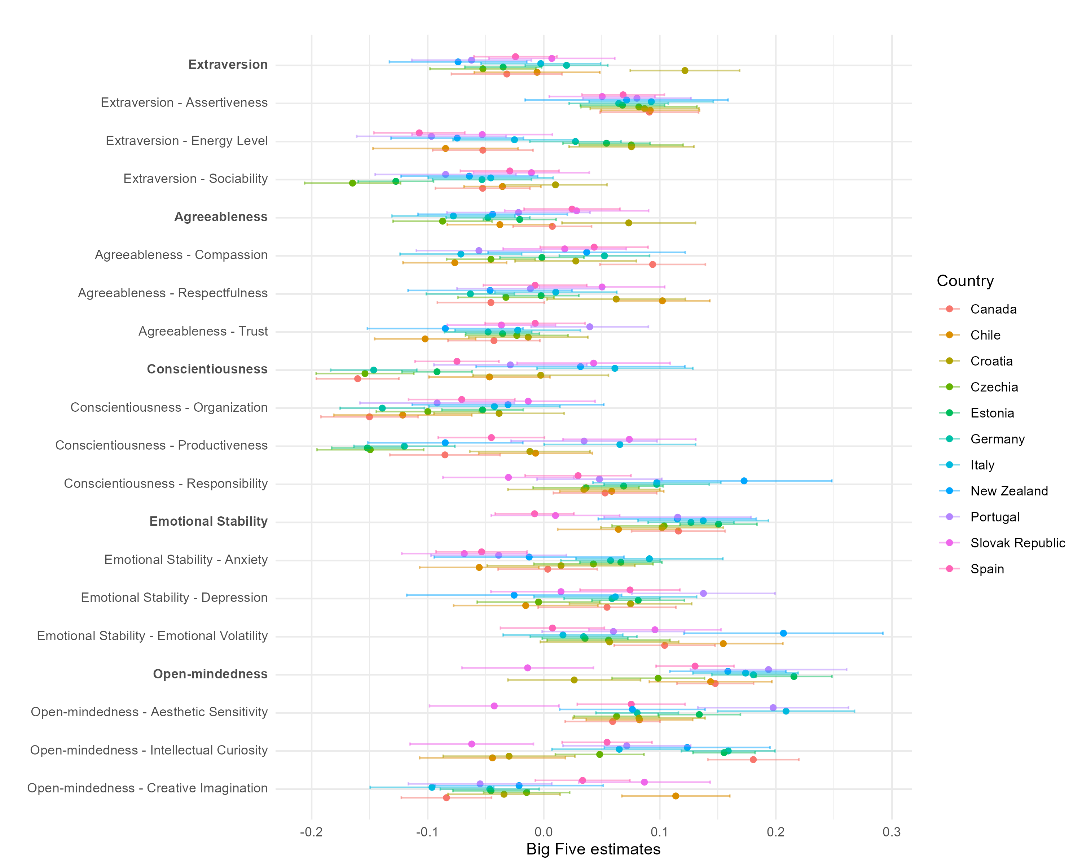 Extraversion
Extraversion - Assertiveness
Extraversion - Energy Level
Extraversion - Sociability
Agreeableness
Agreeableness - Compassion
Agreeableness - Respectfulness
Agreeableness - Trust
Conscientiousness
Conscientiousness - Organization
Conscientiousness - Productiveness
Conscientiousness - Responsibility
Emotional Stability
Emotional Stability - Anxiety
Emotional Stability - Depression
Emotional Stability - Emotional Volatility
Open-mindedness
Open-mindedness - Aesthetic Sensitivity
Open-mindedness - Intellectual Curiosity
Open-mindedness - Creative Imagination
-0.2 -0.1 0.0 0.1 0.2 0.3
Big Five estimates
Country
Canada
Chile
Croatia
Czechia
Estonia
Germany
Italy
New Zealand
Portugal
Slovak Republic
Spain